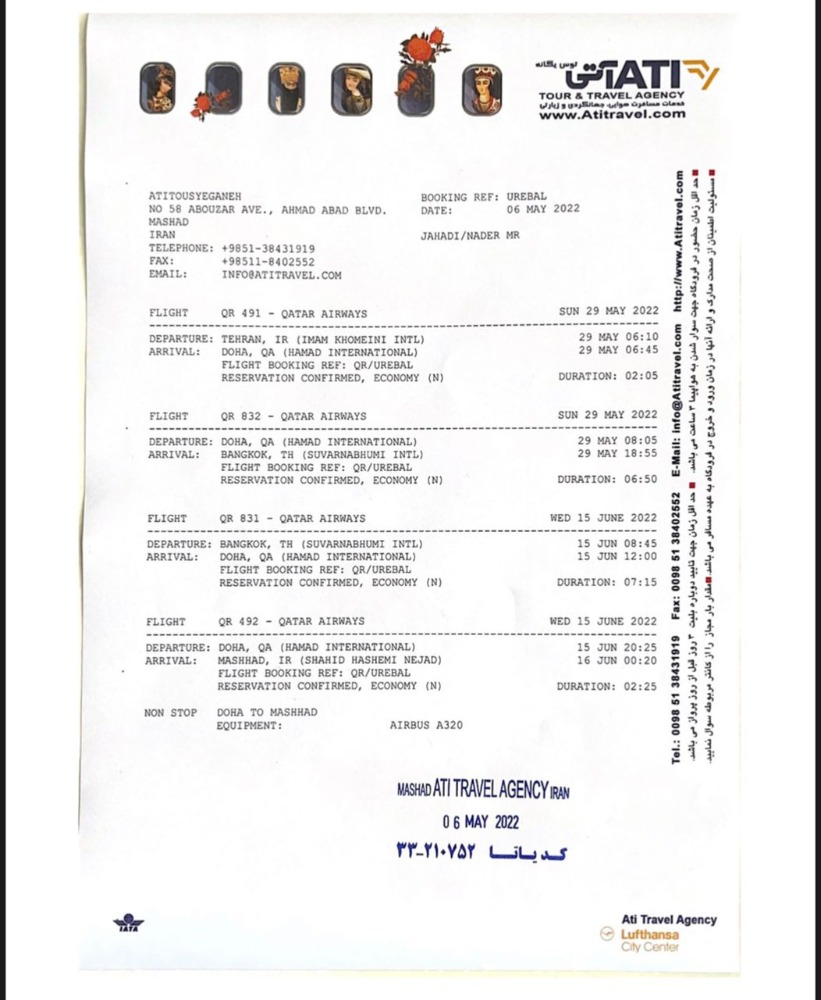 توس یگانه
آتی ATI
TOUR & TRAVEL AGENCY
خدمات مسافرت هوایی، جهانگردی و زیارتی
www.Atitravel.com
ATITOUSYEGANEH
NO 58 ABOUZAR AVE., AHMAD ABAD BLVD.
MASHAD
IRAN
TELEPHONE: +9851-38431919
FAX: +98511-8402552
EMAIL: INFO@ATITRAVEL.COM
BOOKING REF: UREBAL
DATE: 06 MAY 2022
JAHADI/NADER MR
FLIGHT QR 491 - QATAR AIRWAYS SUN 29 MAY 2022
DEPARTURE: TEHRAN, IR (IMAM KHOMEINI INTL) 29 MAY 06:10
ARRIVAL: DOHA, QA (HAMAD INTERNATIONAL) 29 MAY 06:45
FLIGHT BOOKING REF: QR/UREBAL
RESERVATION CONFIRMED, ECONOMY (N) DURATION: 02:05
FLIGHT QR 832 - QATAR AIRWAYS SUN 29 MAY 2022
DEPARTURE: DOHA, QA (HAMAD INTERNATIONAL) 29 MAY 08:05
ARRIVAL: BANGKOK, TH (SUVARNABHUMI INTL) 29 MAY 18:55
FLIGHT BOOKING REF: QR/UREBAL
RESERVATION CONFIRMED, ECONOMY (N) DURATION: 06:50
FLIGHT QR 831 - QATAR AIRWAYS WED 15 JUNE 2022
DEPARTURE: BANGKOK, TH (SUVARNABHUMI INTL) 15 JUN 08:45
ARRIVAL: DOHA, QA (HAMAD INTERNATIONAL) 15 JUN 12:00
FLIGHT BOOKING REF: QR/UREBAL
RESERVATION CONFIRMED, ECONOMY (N) DURATION: 07:15
FLIGHT QR 492 - QATAR AIRWAYS WED 15 JUNE 2022
DEPARTURE: DOHA, QA (HAMAD INTERNATIONAL) 15 JUN 20:25
ARRIVAL: MASHHAD, IR (SHAHID HASHEMI NEJAD) 16 JUN 00:20
FLIGHT BOOKING REF: QR/UREBAL
RESERVATION CONFIRMED, ECONOMY (N) DURATION: 02:25
NON STOP DOHA TO MASHHAD
EQUIPMENT: AIRBUS A320
MASHAD ATI TRAVEL AGENCY IRAN
06 MAY 2022
کد یاتا ۳۳-۲۱۰۷۵۲
Tel.: 0098 51 38431919 Fax: 0098 51 38402552 E-Mail: info@Atitravel.com http://www.Atitravel.com
حد اقل زمان حضور در فرودگاه جهت سوار شدن به هواپیما ۳ ساعت می باشد. حد اقل زمان جهت تایید دوباره بلیت ۳ روز قبل از روز پرواز می باشد.
مسئولیت اطمینان از صحت مدارک و ارائه آنها در زمان ورود و خروج در فرودگاه به عهده مسافر می باشد. مقدار بار مجاز را از کانتر مربوطه سوال نمایید.
IATA
Ati Travel Agency
Lufthansa
City Center